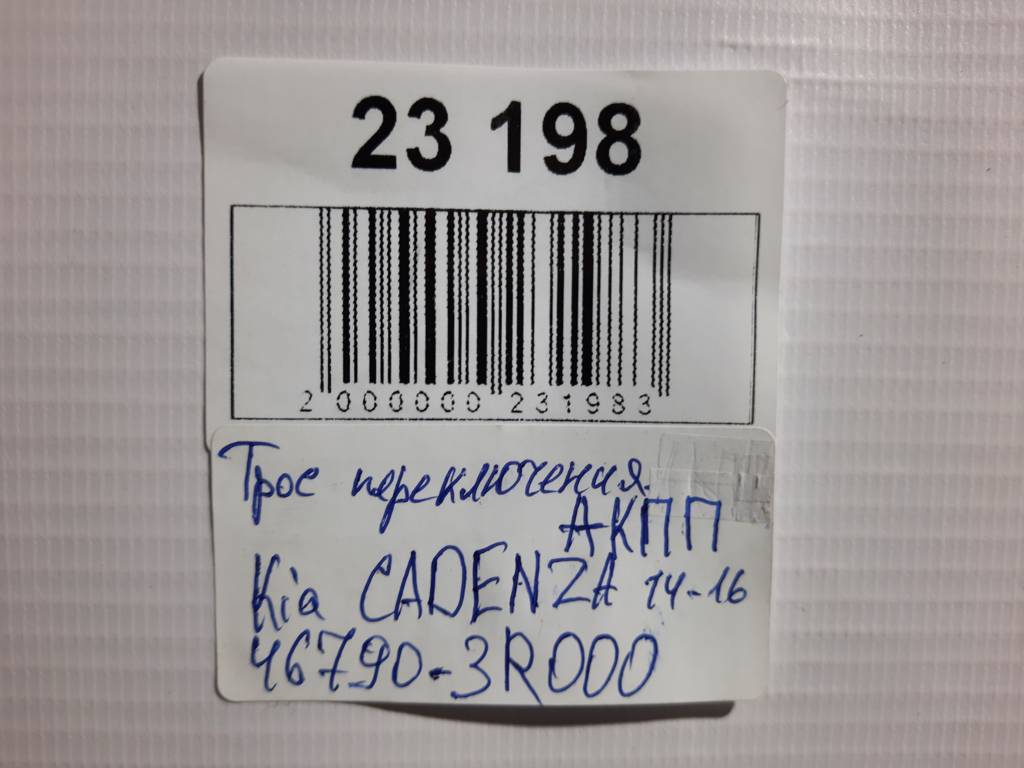 23 198
2 000000 231983
Трос переключения
АКПП
Kia CADENZA 14-16
46790-3R000